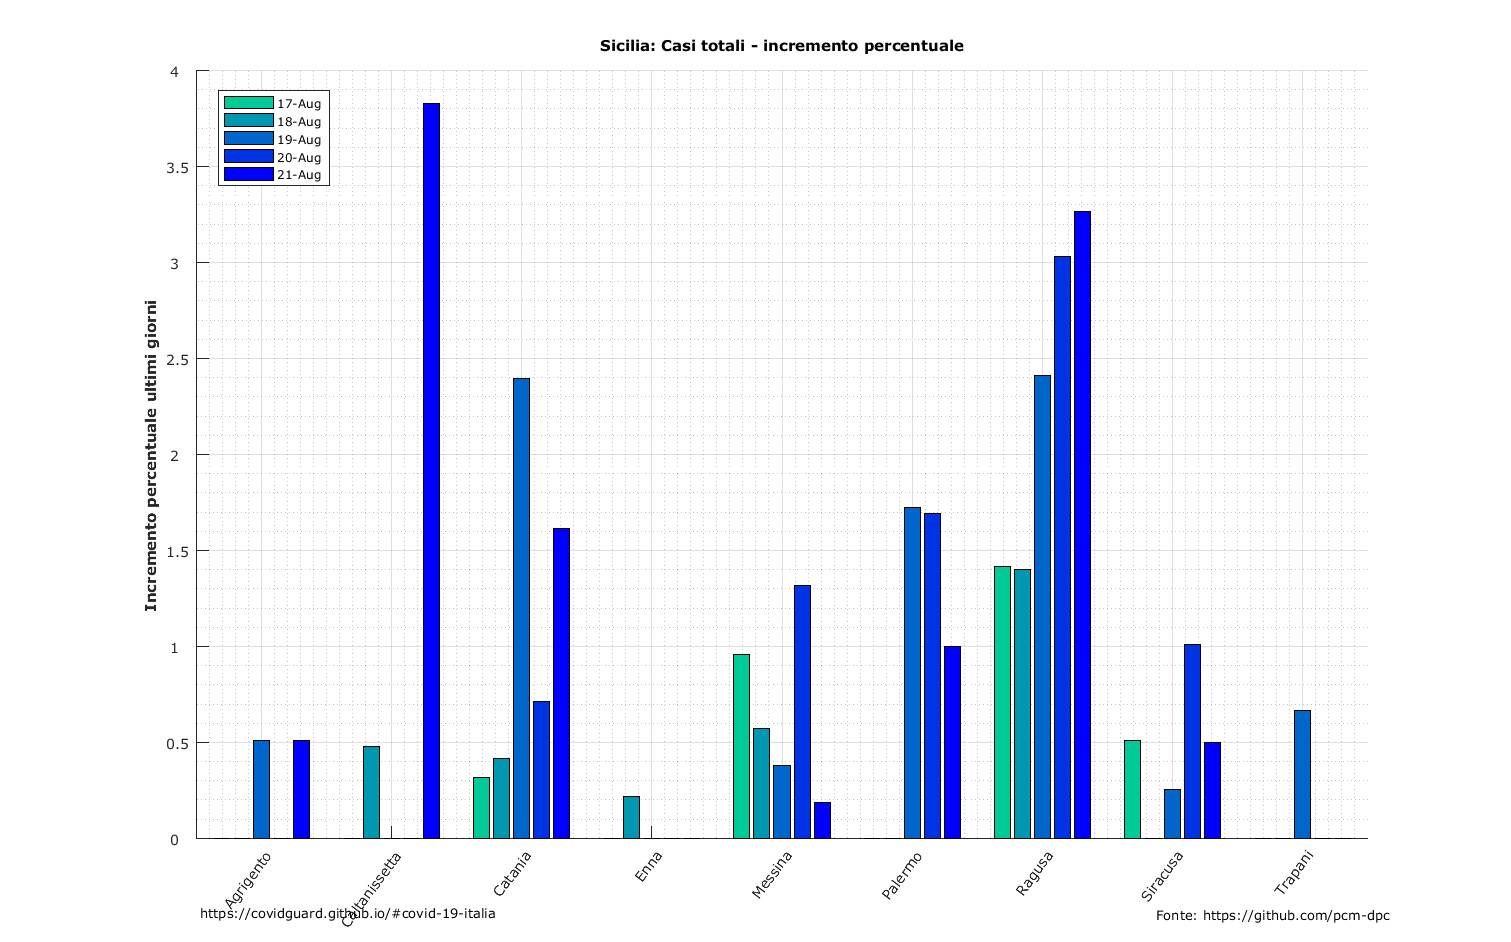 Sicilia: Casi totali - incremento percentuale
Incremento percentuale ultimi giorni
4
3.5
3
2.5
2
1.5
1
0.5
0
17-Aug
18-Aug
19-Aug
20-Aug
21-Aug
Agrigento
Caltanissetta
Catania
Enna
Messina
Palermo
Ragusa
Siracusa
Trapani
https://covidguard.github.io/#covid-19-italia
Fonte: https://github.com/pcm-dpc